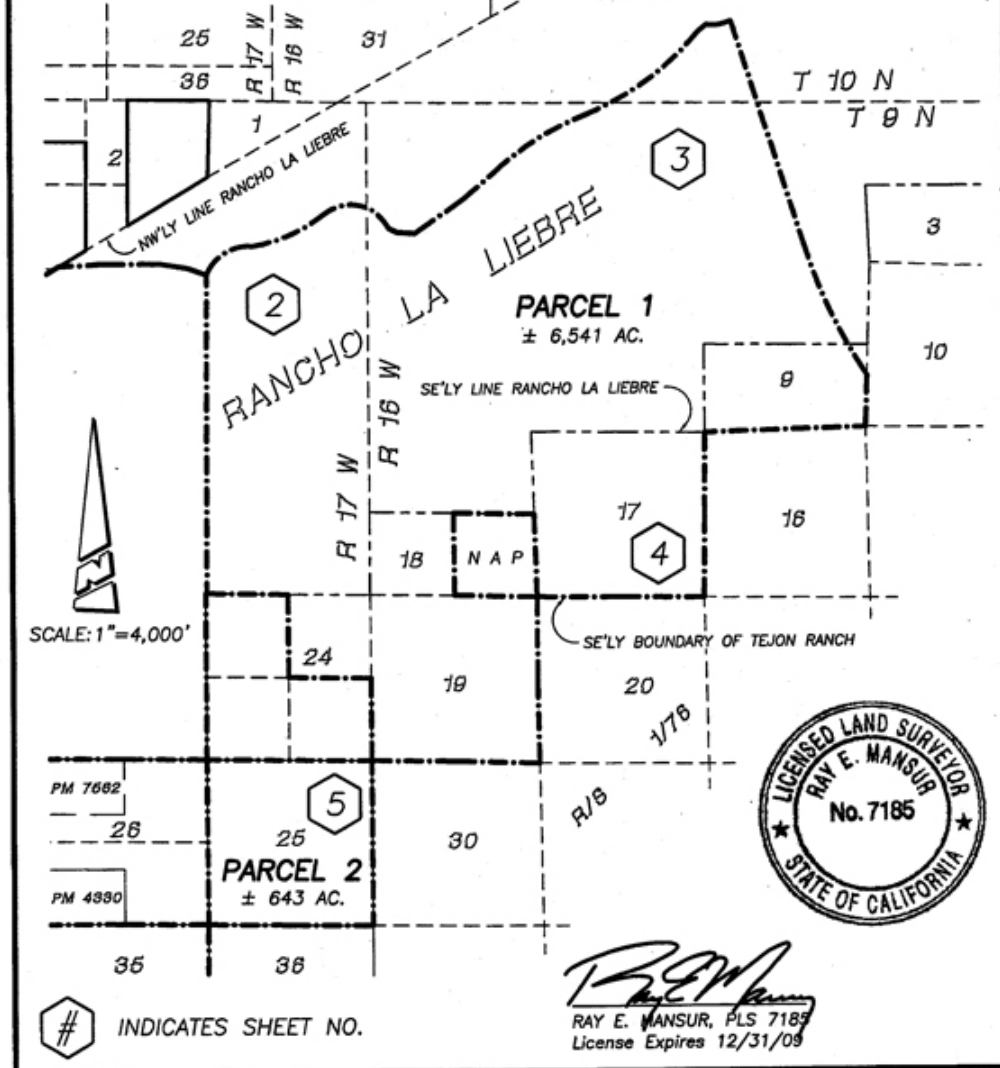 25
31
R 17 W
R 16 W
36
T 10 N
T 9 N
1
2
NW'LY LINE RANCHO LA LIEBRE
3
3
2
RANCHO LA LIEBRE
PARCEL 1
± 6,541 AC.
10
9
SE'LY LINE RANCHO LA LIEBRE
R 17 W
R 16 W
17
16
18
N A P
4
SCALE: 1"=4,000'
SE'LY BOUNDARY OF TEJON RANCH
24
19
20
1/76
R/S
PM 7662
26
5
25
30
PARCEL 2
± 643 AC.
PM 4330
35
36
LICENSED LAND SURVEYOR
RAY E. MANSUR
No. 7185
STATE OF CALIFORNIA
# INDICATES SHEET NO.
RAY E. MANSUR, PLS 7185
License Expires 12/31/09